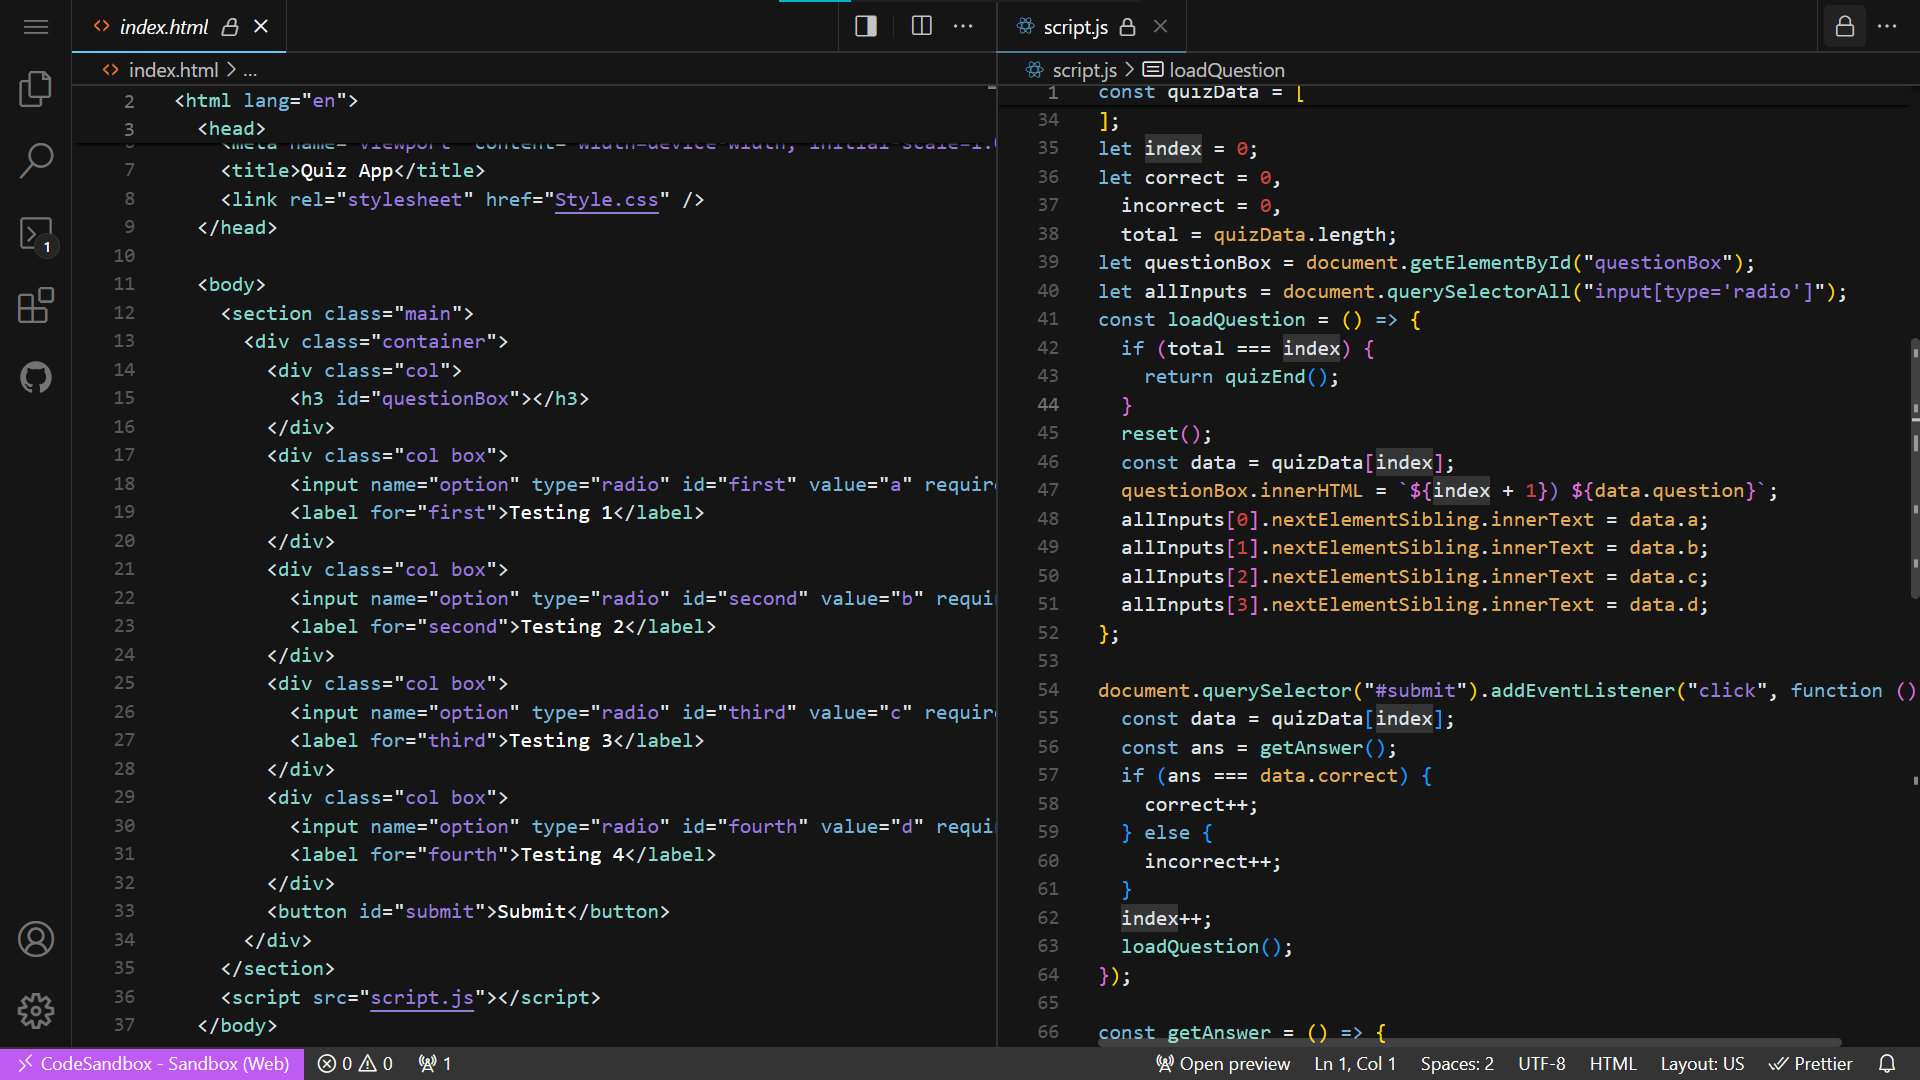 index.html
index.html > ...
2 <html lang="en">
3 <head>
7 <title>Quiz App</title>
8 <link rel="stylesheet" href="Style.css" />
9 </head>
10
11 <body>
12 <section class="main">
13 <div class="container">
14 <div class="col">
15 <h3 id="questionBox"></h3>
16 </div>
17 <div class="col box">
18 <input name="option" type="radio" id="first" value="a" requir
19 <label for="first">Testing 1</label>
20 </div>
21 <div class="col box">
22 <input name="option" type="radio" id="second" value="b" requi
23 <label for="second">Testing 2</label>
24 </div>
25 <div class="col box">
26 <input name="option" type="radio" id="third" value="c" requir
27 <label for="third">Testing 3</label>
28 </div>
29 <div class="col box">
30 <input name="option" type="radio" id="fourth" value="d" requi
31 <label for="fourth">Testing 4</label>
32 </div>
33 <button id="submit">Submit</button>
34 </div>
35 </section>
36 <script src="script.js"></script>
37 </body>
script.js
script.js > loadQuestion
1 const quizData = [
34 ];
35 let index = 0;
36 let correct = 0,
37 incorrect = 0,
38 total = quizData.length;
39 let questionBox = document.getElementById("questionBox");
40 let allInputs = document.querySelectorAll("input[type='radio']");
41 const loadQuestion = () => {
42 if (total === index) {
43 return quizEnd();
44 }
45 reset();
46 const data = quizData[index];
47 questionBox.innerHTML = `${index + 1}) ${data.question}`;
48 allInputs[0].nextElementSibling.innerText = data.a;
49 allInputs[1].nextElementSibling.innerText = data.b;
50 allInputs[2].nextElementSibling.innerText = data.c;
51 allInputs[3].nextElementSibling.innerText = data.d;
52 };
53
54 document.querySelector("#submit").addEventListener("click", function ()
55 const data = quizData[index];
56 const ans = getAnswer();
57 if (ans === data.correct) {
58 correct++;
59 } else {
60 incorrect++;
61 }
62 index++;
63 loadQuestion();
64 });
65
66 const getAnswer = () => {
1
CodeSandbox - Sandbox (Web) 0 0 1 Open preview Ln 1, Col 1 Spaces: 2 UTF-8 HTML Layout: US Prettier